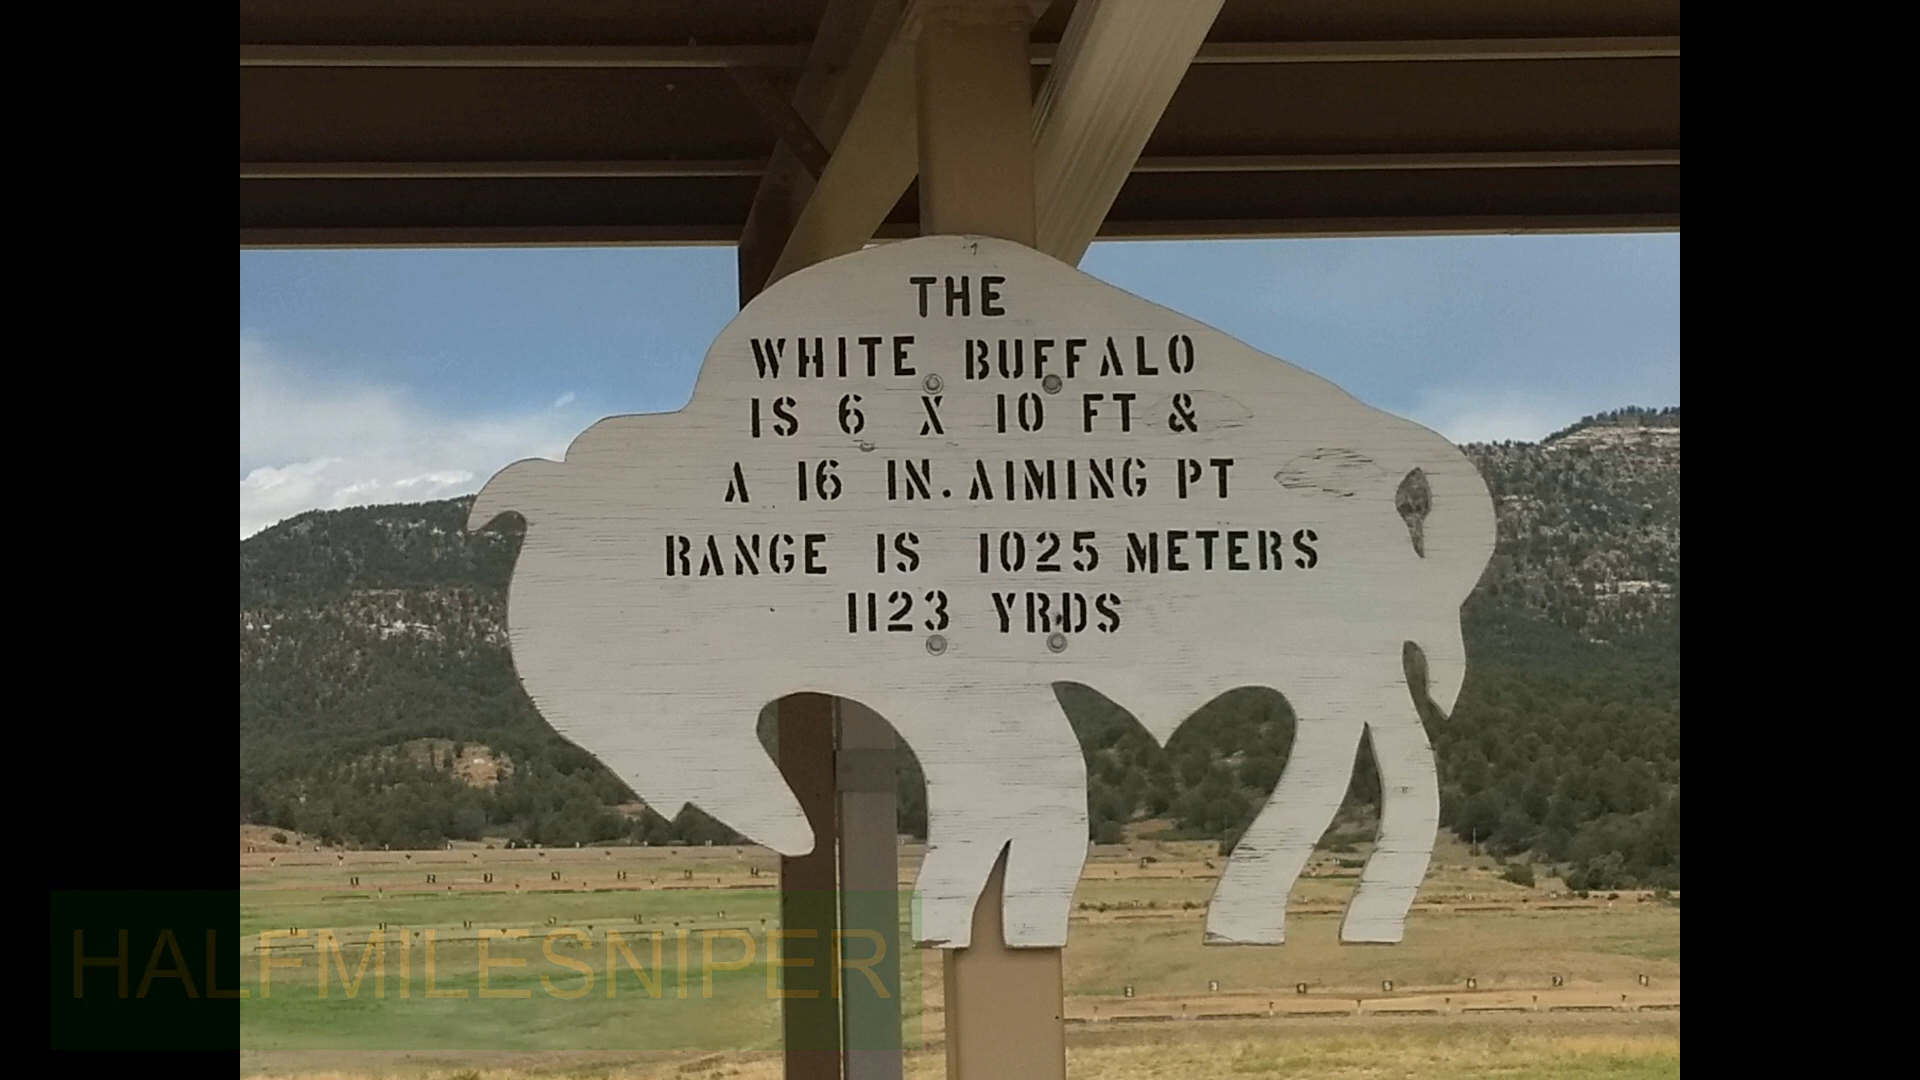 THE
WHITE BUFFALO
IS 6 X 10 FT &
A 16 IN. AIMING PT
RANGE IS 1025 METERS
1123 YRDS
HALFMILESNIPER